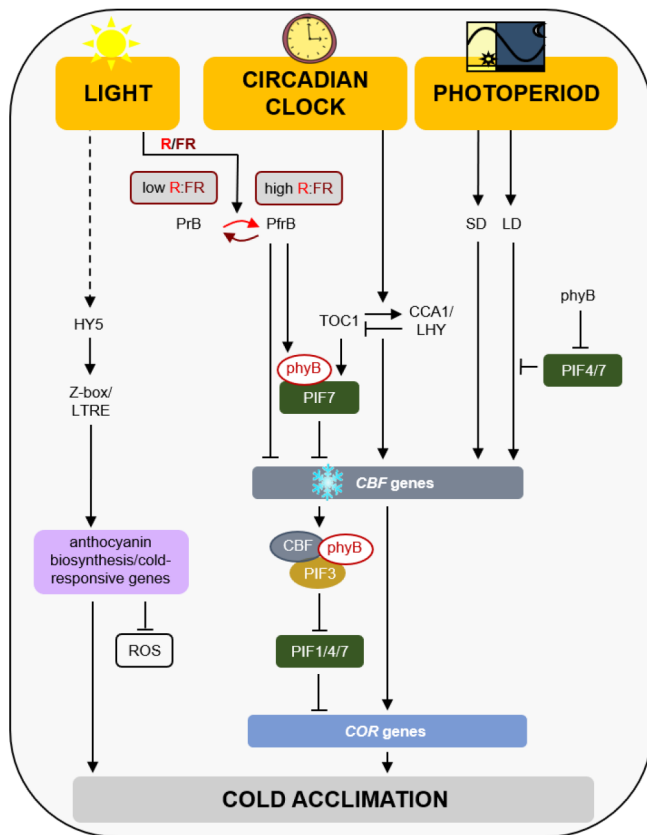 LIGHT
CIRCADIAN
CLOCK
PHOTOPERIOD
R/FR
low R:FR
high R:FR
PrB
PfrB
SD
LD
HY5
TOC1
CCA1/
LHY
phyB
Z-box/
LTRE
phyB
PIF7
PIF4/7
CBF genes
anthocyanin
biosynthesis/cold-
responsive genes
CBF
phyB
PIF3
ROS
PIF1/4/7
COR genes
COLD ACCLIMATION